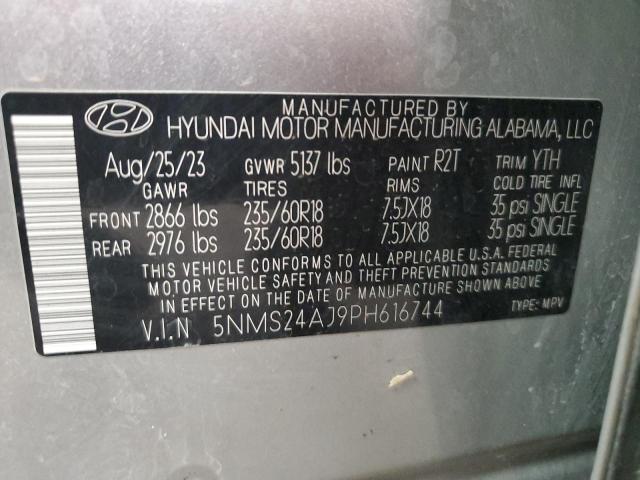 MANUFACTURED BY
HYUNDAI MOTOR MANUFACTURING ALABAMA, LLC
Aug/25/23 GVWR 5137 lbs PAINT R2T TRIM YTH
GAWR TIRES RIMS COLD TIRE INFL
FRONT 2866 lbs 235/60R18 7.5JX18 35 psi SINGLE
REAR 2976 lbs 235/60R18 7.5JX18 35 psi SINGLE
THIS VEHICLE CONFORMS TO ALL APPLICABLE U.S.A. FEDERAL
MOTOR VEHICLE SAFETY AND THEFT PREVENTION STANDARDS
IN EFFECT ON THE DATE OF MANUFACTURE SHOWN ABOVE
V.I.N 5NMS24AJ9PH616744 TYPE: MPV